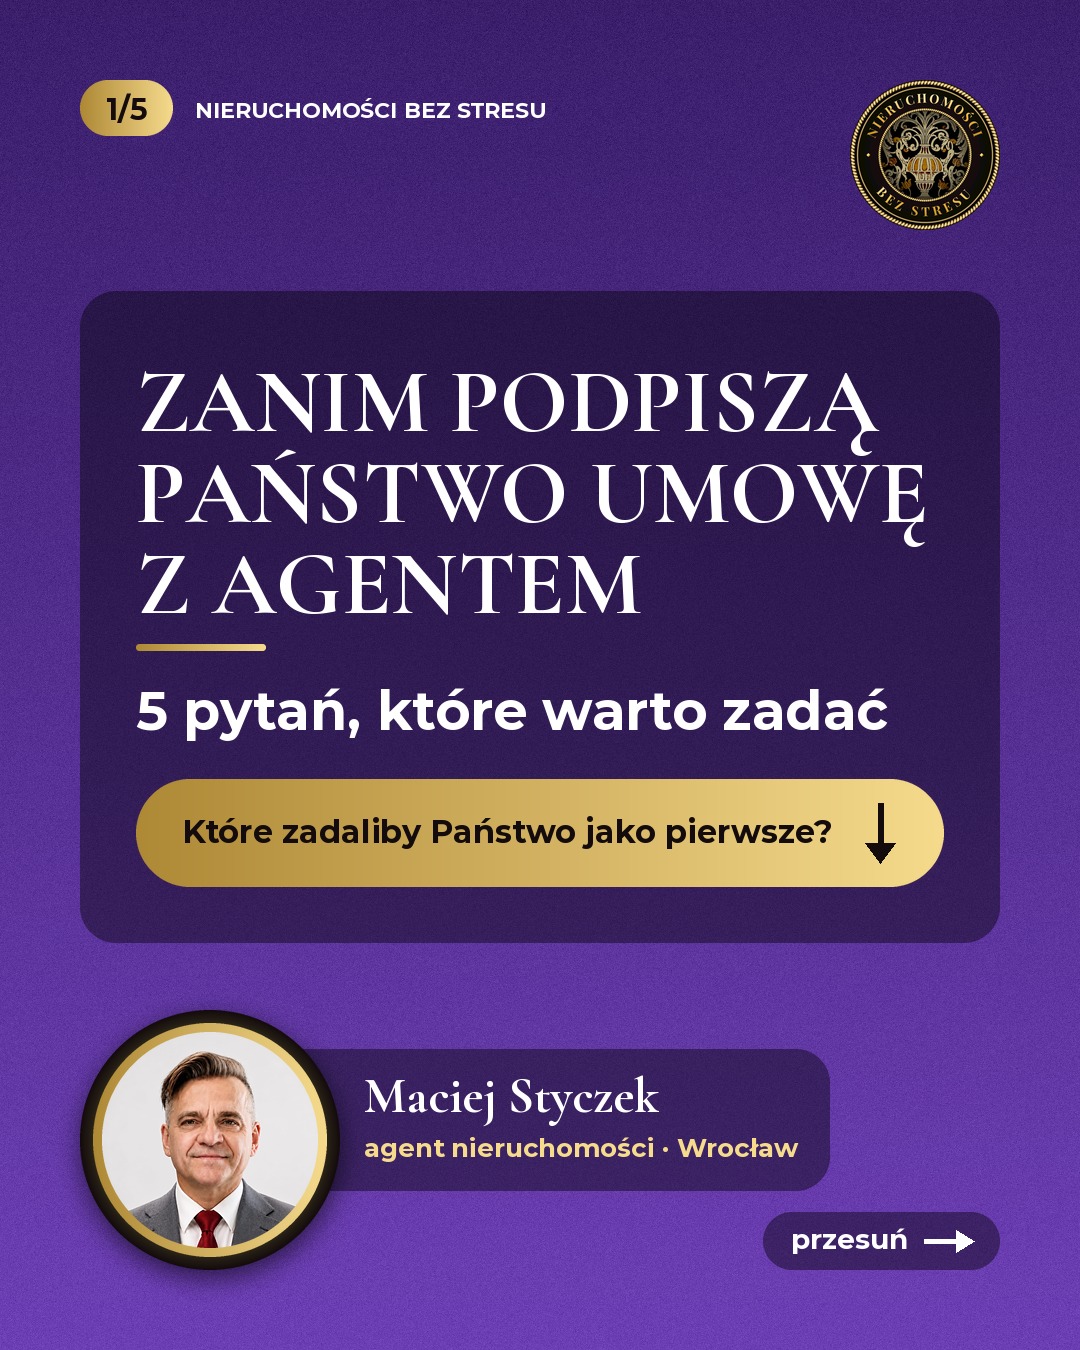 1/5 NIERUCHOMOŚCI BEZ STRESU
NIERUCHOMOŚCI
BEZ STRESU
ZANIM PODPISZĄ
PAŃSTWO UMOWĘ
Z AGENTEM
5 pytań, które warto zadać
Które zadaliby Państwo jako pierwsze?
Maciej Styczek
agent nieruchomości · Wrocław
przesuń